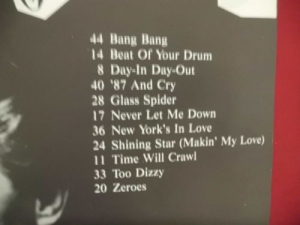 44 Bang Bang
14 Beat Of Your Drum
8 Day-In Day-Out
40 '87 And Cry
28 Glass Spider
17 Never Let Me Down
36 New York's In Love
24 Shining Star (Makin' My Love)
11 Time Will Crawl
33 Too Dizzy
20 Zeroes